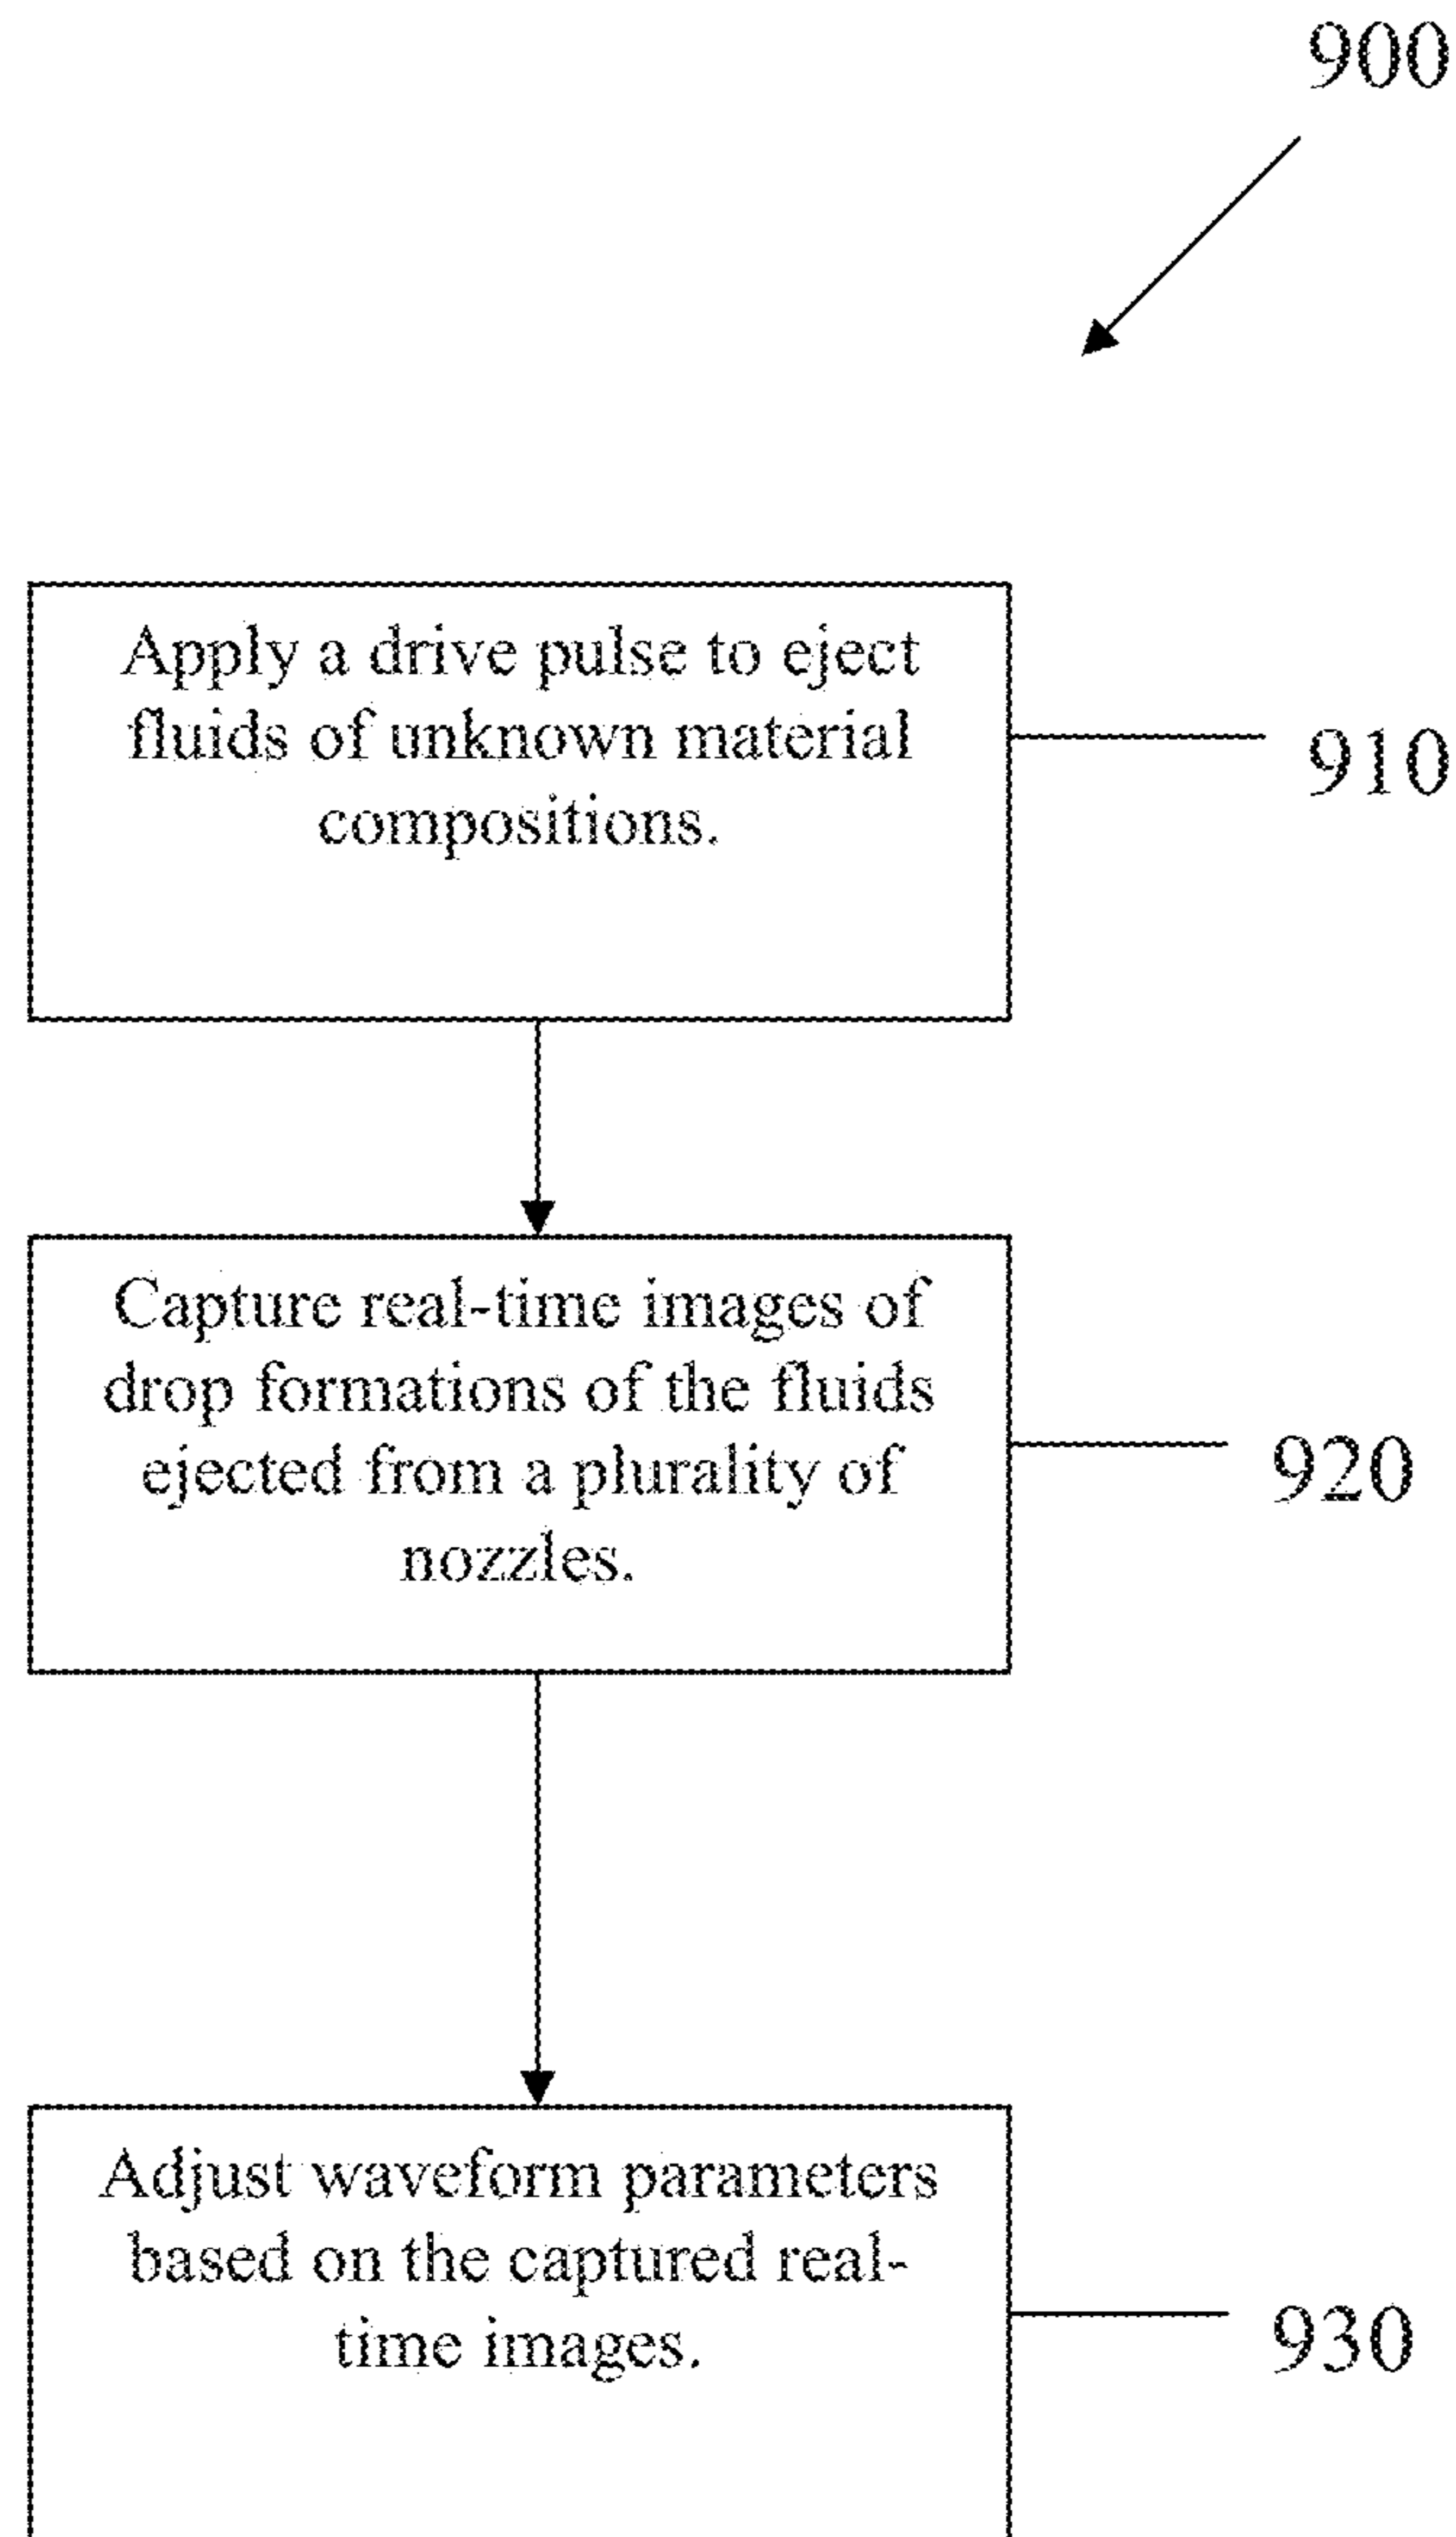 900
Apply a drive pulse to eject
fluids of unknown material
compositions.
910
Capture real-time images of
drop formations of the fluids
ejected from a plurality of
nozzles.
920
Adjust waveform parameters
based on the captured real-
time images.
930